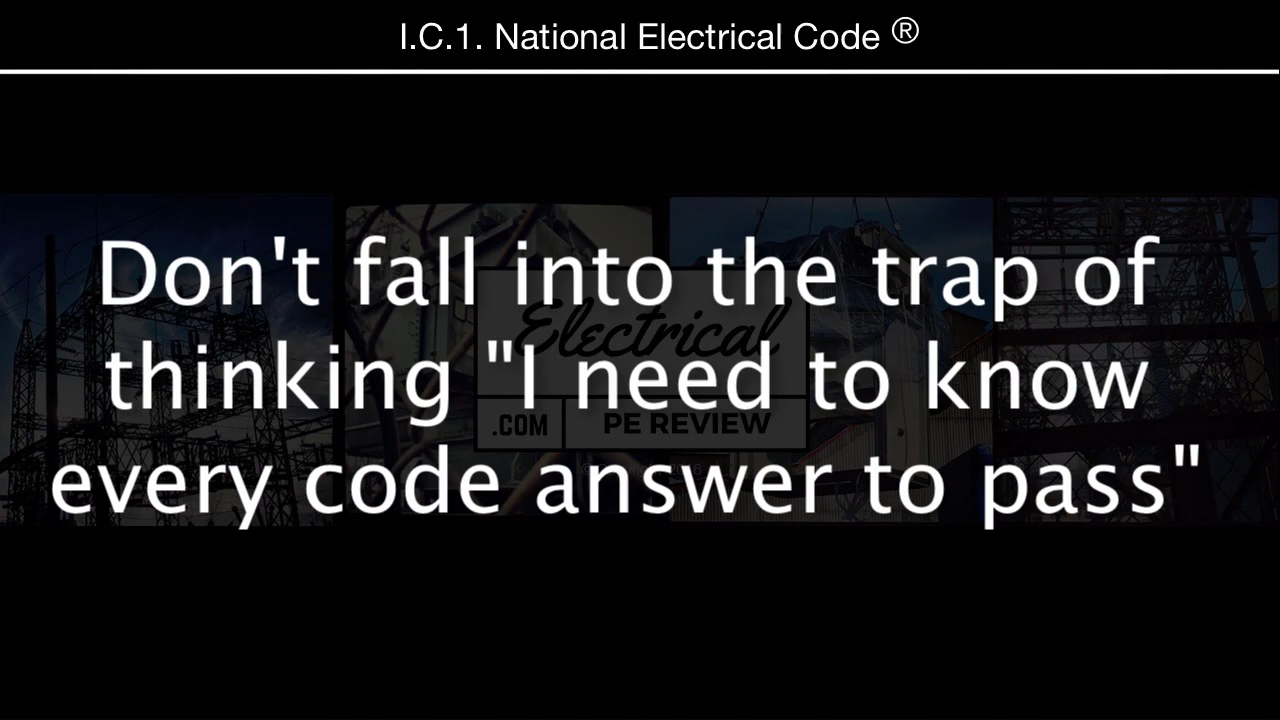 I.C.1. National Electrical Code ®
Don't fall into the trap of
thinking "I need to know
every code answer to pass"
Electrical
.COM PE REVIEW